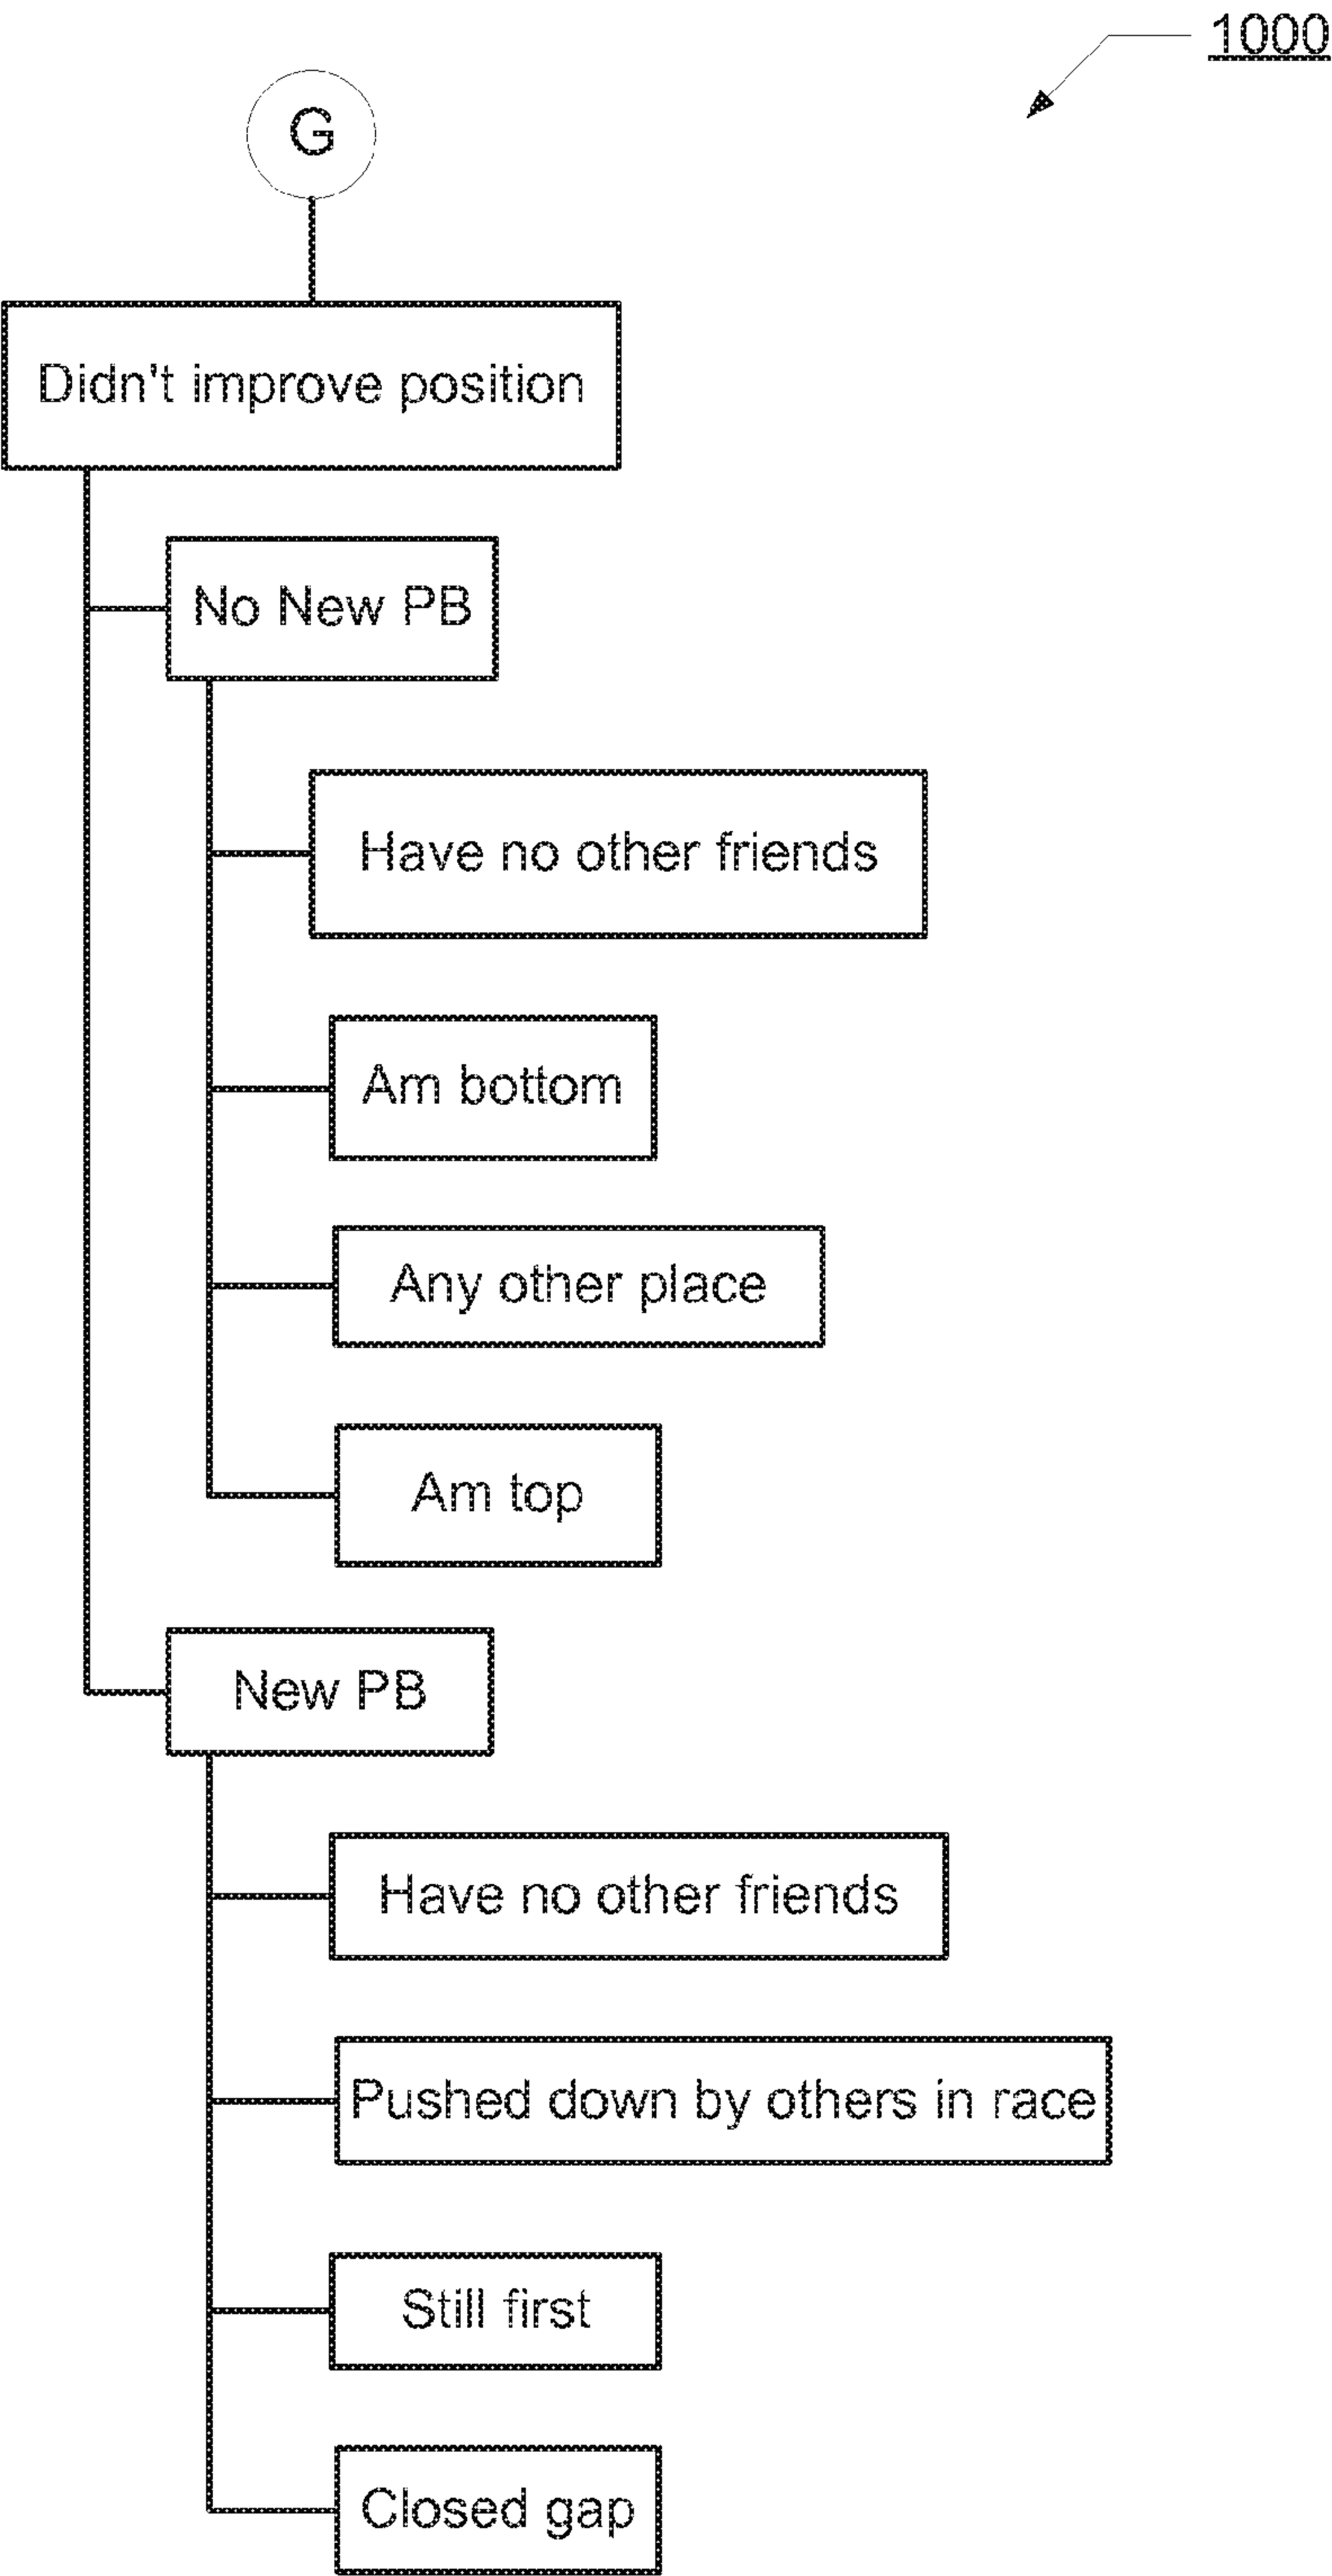 1000
G
Didn't improve position
No New PB
Have no other friends
Am bottom
Any other place
Am top
New PB
Have no other friends
Pushed down by others in race
Still first
Closed gap